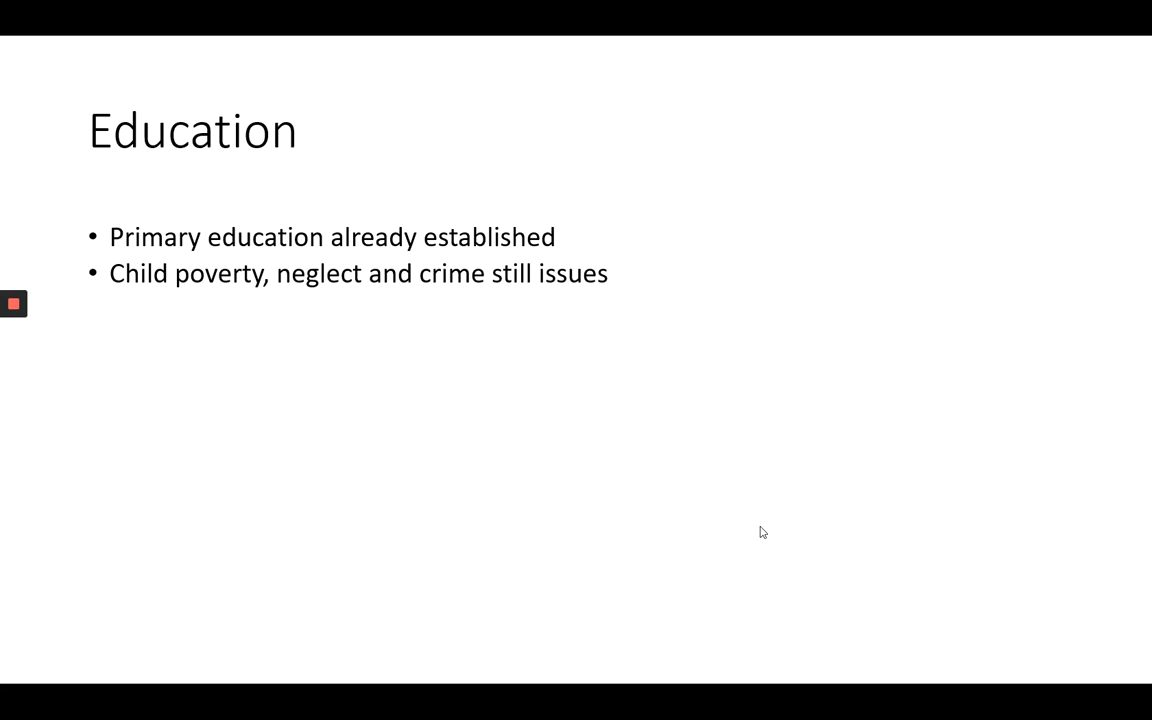 Education
• Primary education already established
• Child poverty, neglect and crime still issues